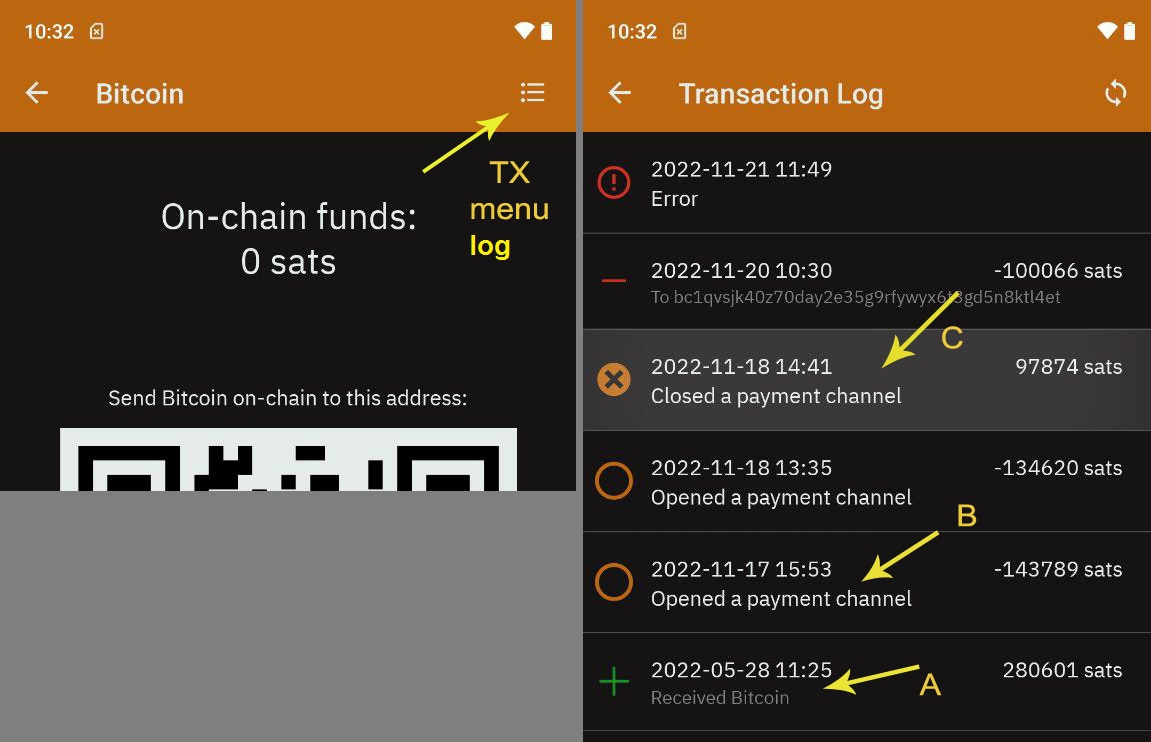 10:32
Bitcoin
TX
menu
log
On-chain funds:
0 sats
Send Bitcoin on-chain to this address:
10:32
Transaction Log
2022-11-21 11:49
Error
2022-11-20 10:30 -100066 sats
To
C
2022-11-18 14:41 97874 sats
Closed a payment channel
2022-11-18 13:35 -134620 sats
Opened a payment channel
B
2022-11-17 15:53 -143789 sats
Opened a payment channel
2022-05-28 11:25 280601 sats
A
Received Bitcoin